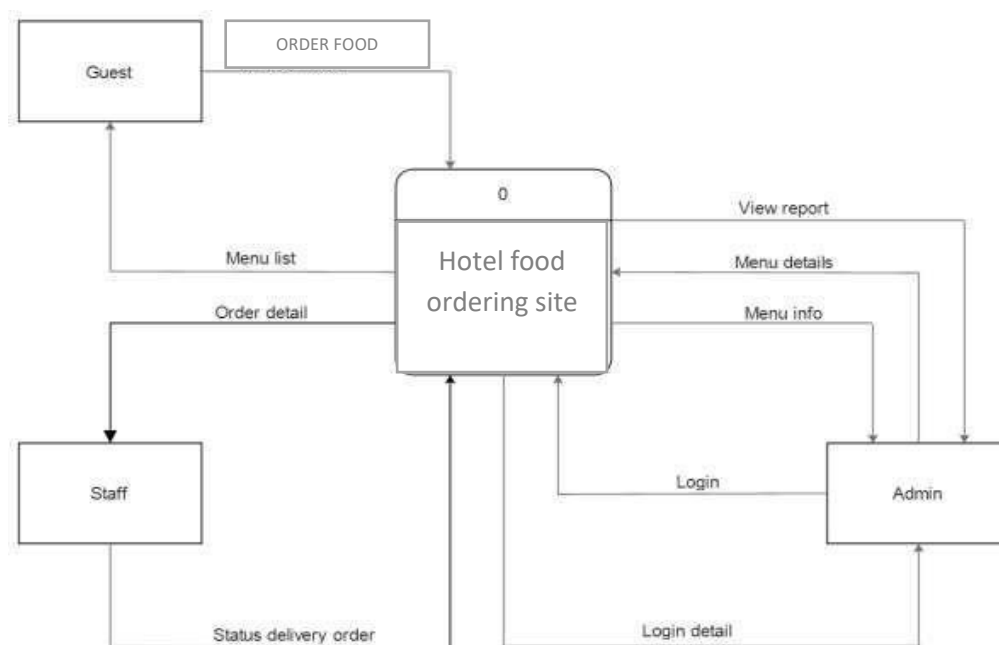 ORDER FOOD
Guest
0
View report
Hotel food
ordering site
Menu list
Menu details
Order detail
Menu info
Login
Staff
Admin
Status delivery order
Login detail